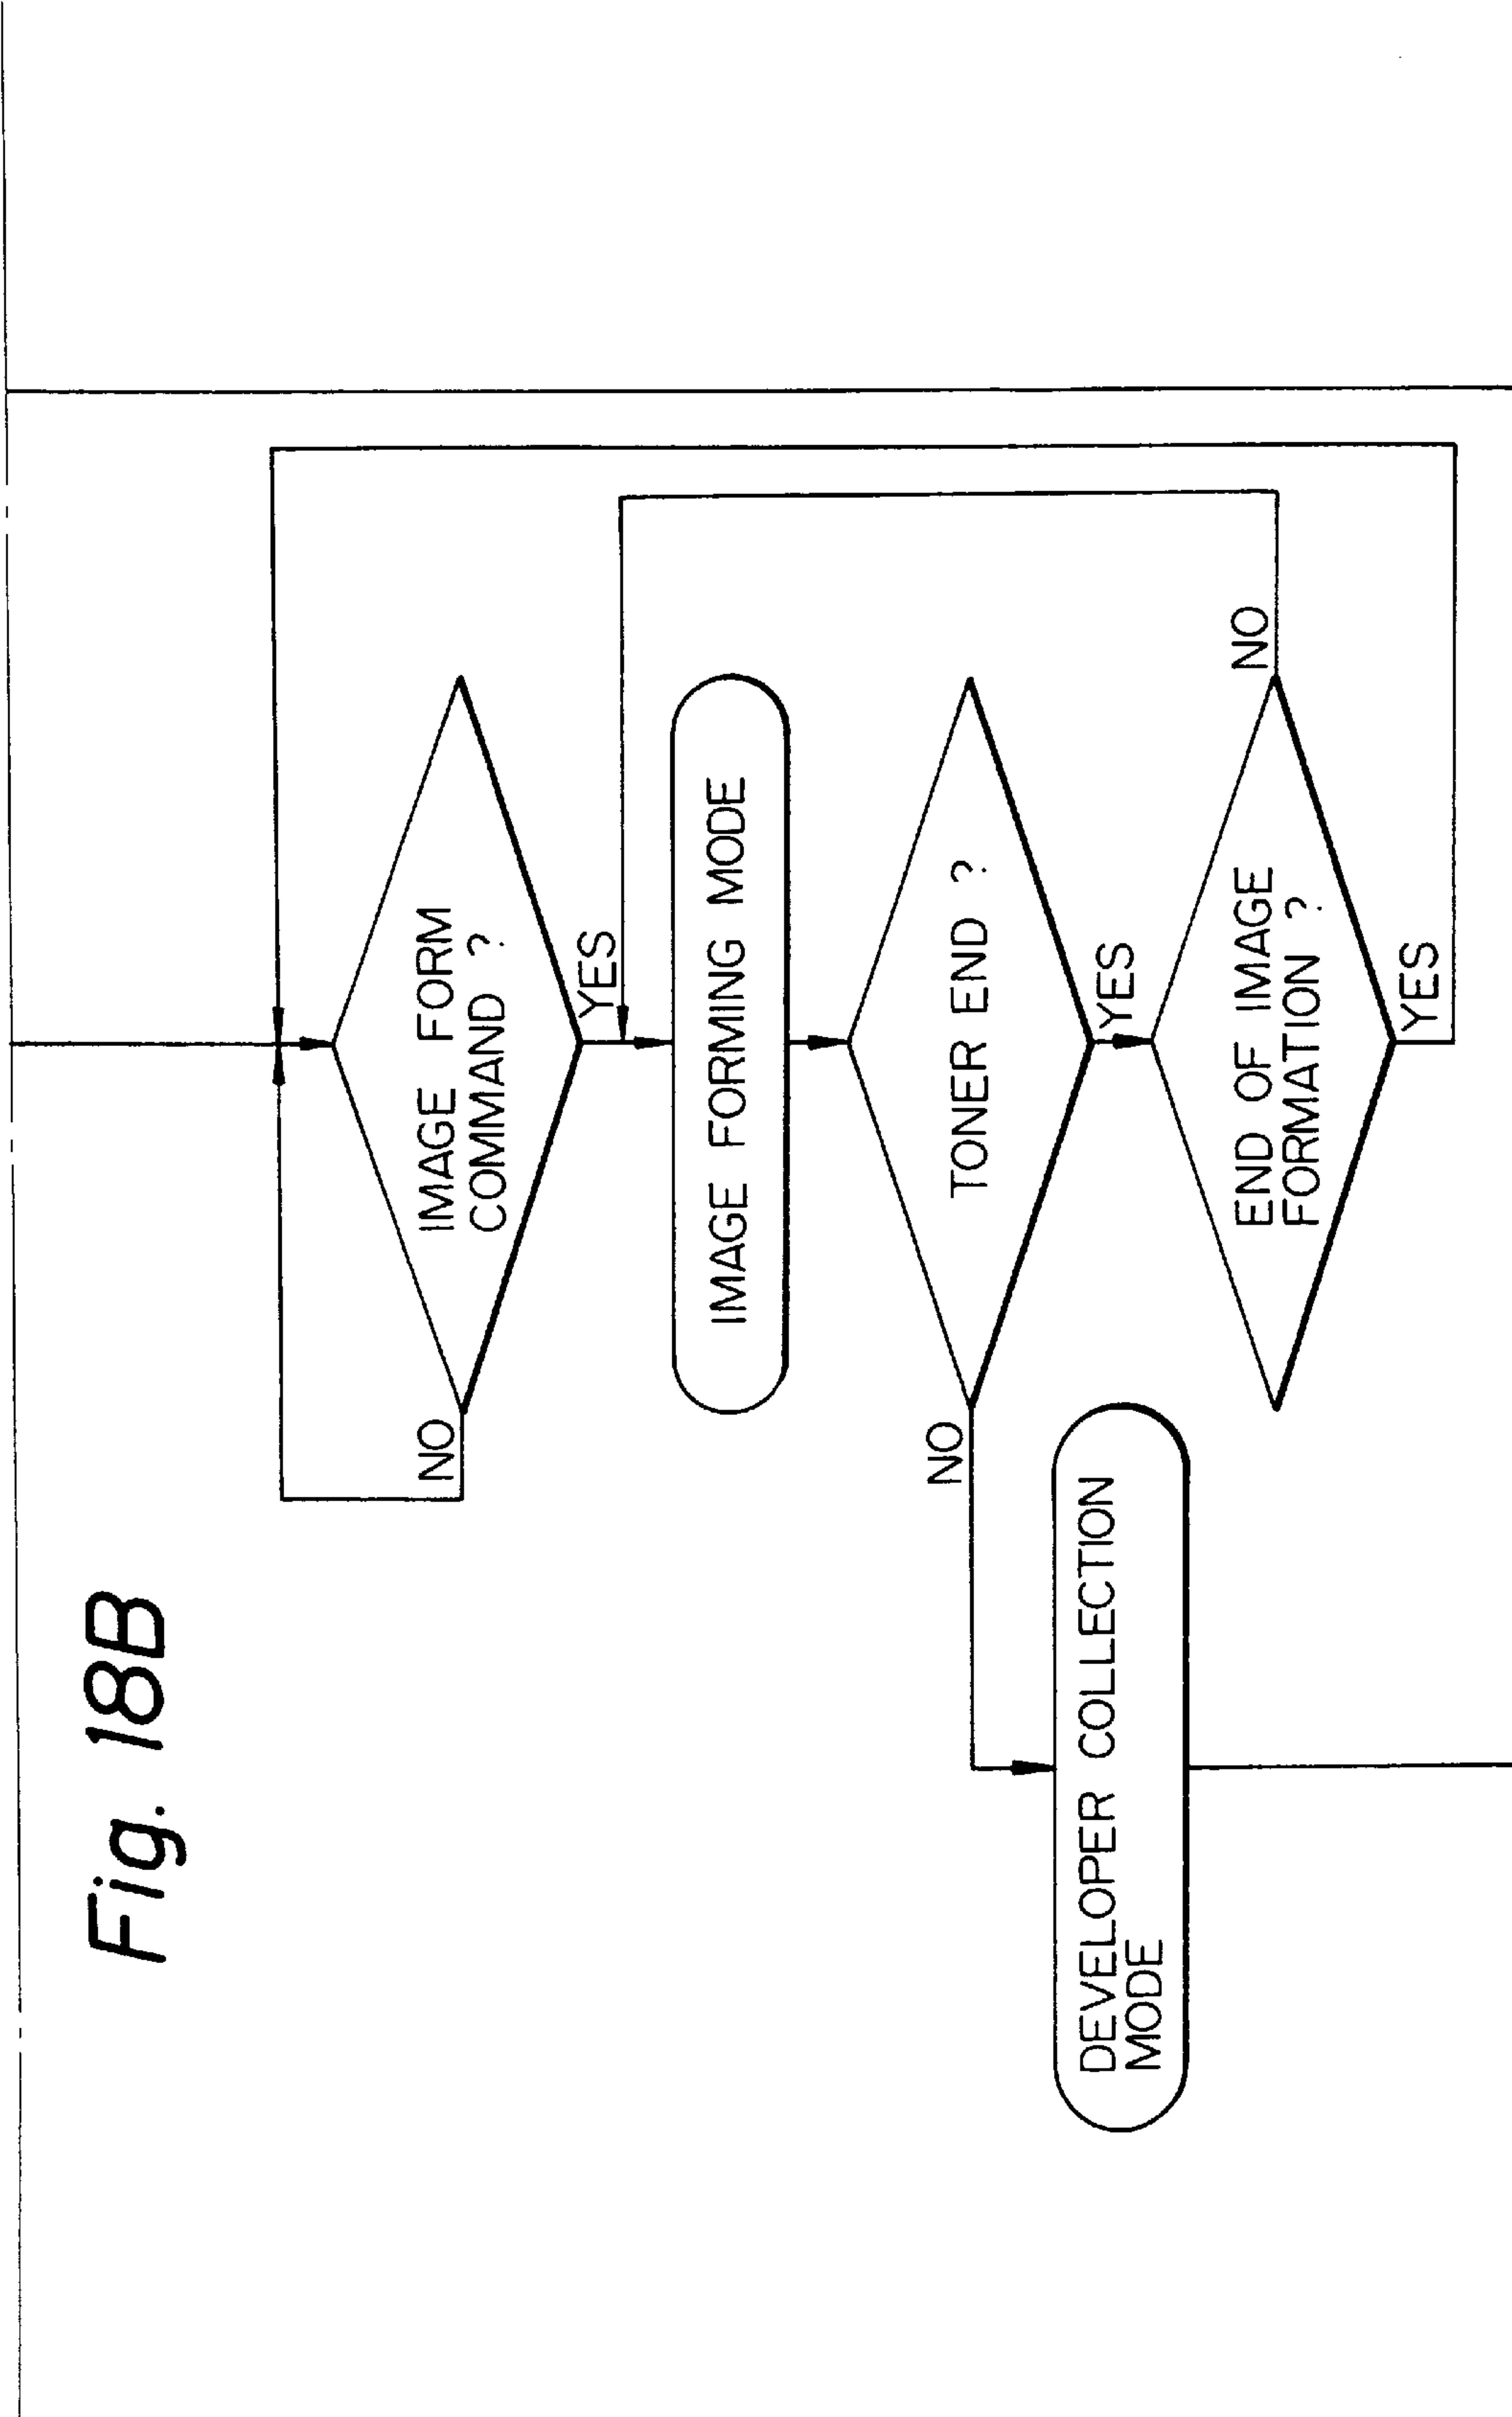 Fig. 18B
IMAGE FORM
COMMAND ?
NO
YES
IMAGE FORMING MODE
TONER END ?
NO
YES
DEVELOPER COLLECTION
MODE
END OF IMAGE
FORMATION ?
NO
YES